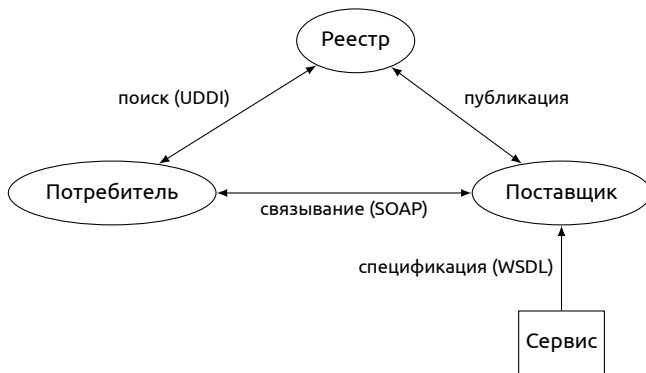 Реестр
поиск (UDDI)
публикация
Потребитель
Поставщик
связывание (SOAP)
спецификация (WSDL)
Сервис